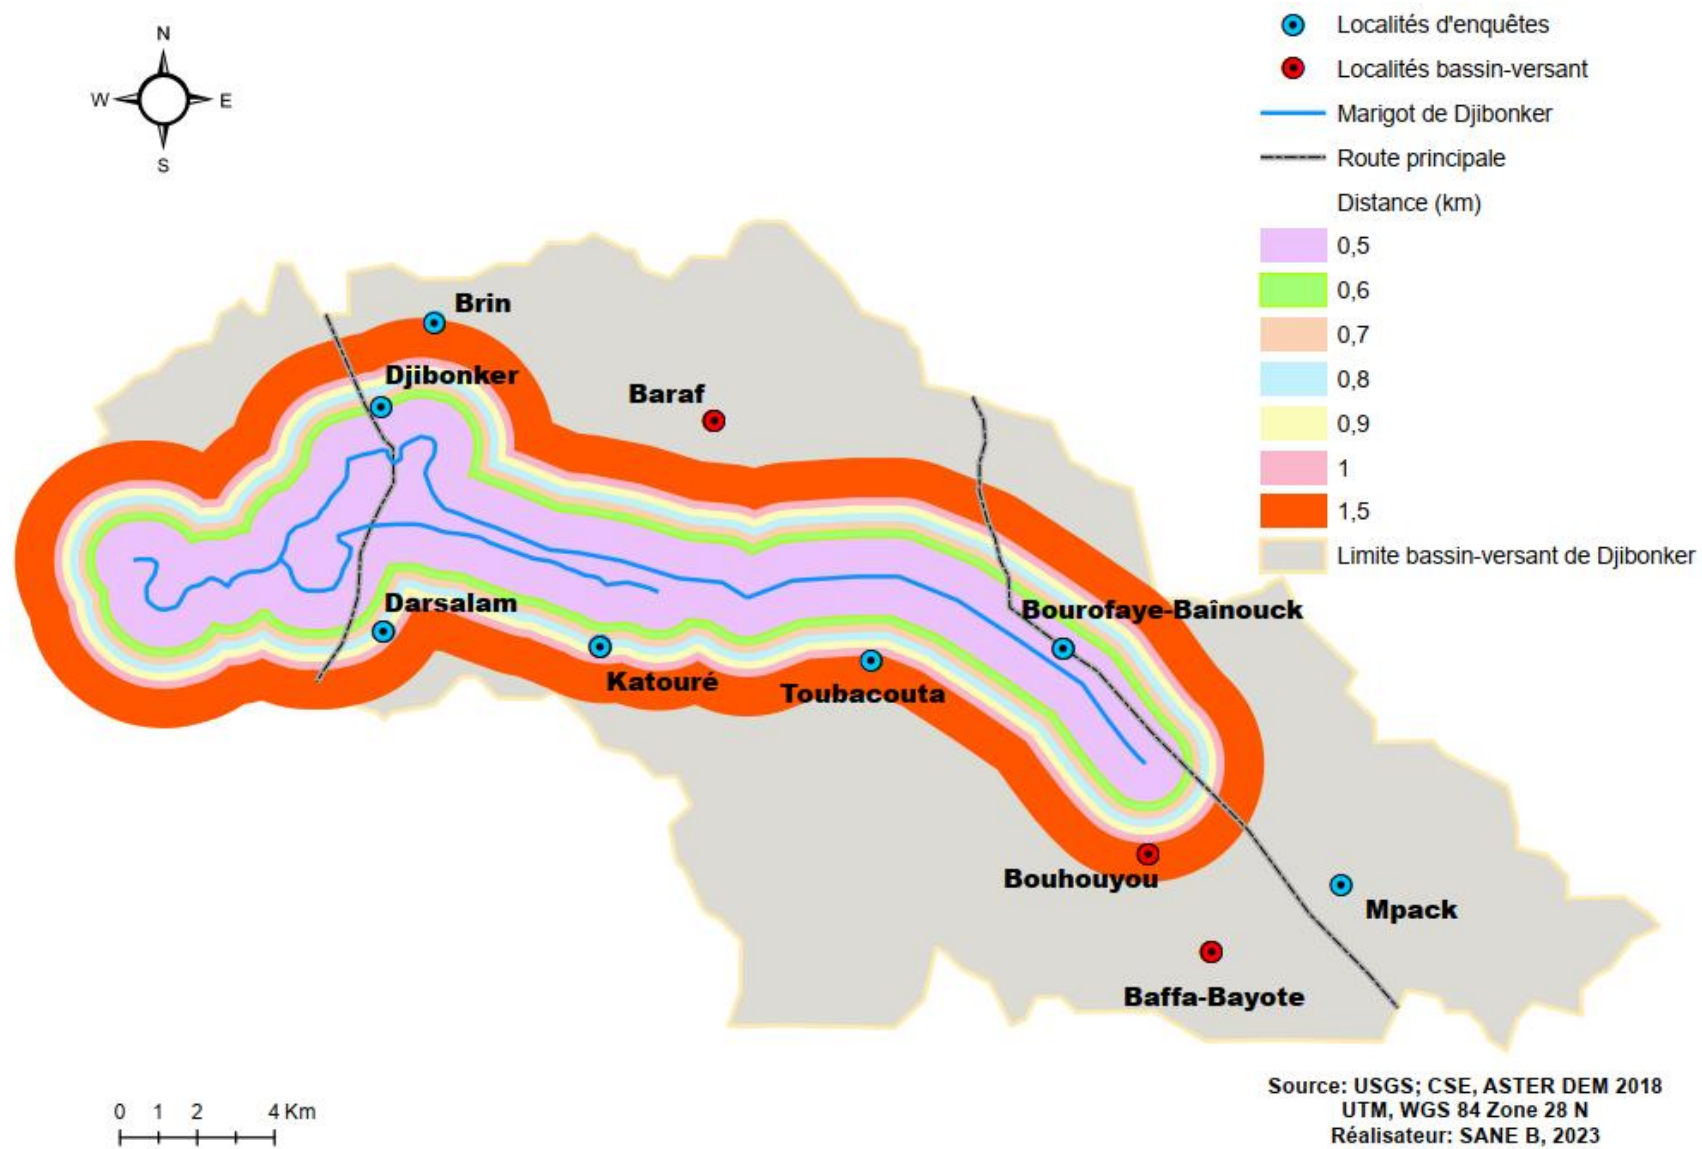 N
W
E
S
Localités d'enquêtes
Localités bassin-versant
Marigot de Djibonker
Route principale
Distance (km)
0,5
0,6
0,7
0,8
0,9
1
1,5
Limite bassin-versant de Djibonker
Brin
Djibonker
Baraf
Darsalam
Bourofaye-Baînouck
Katouré
Toubacouta
Bouhouyou
Mpack
Baffa-Bayote
0 1 2 4 Km
Source: USGS; CSE, ASTER DEM 2018
UTM, WGS 84 Zone 28 N
Réalisateur: SANE B, 2023